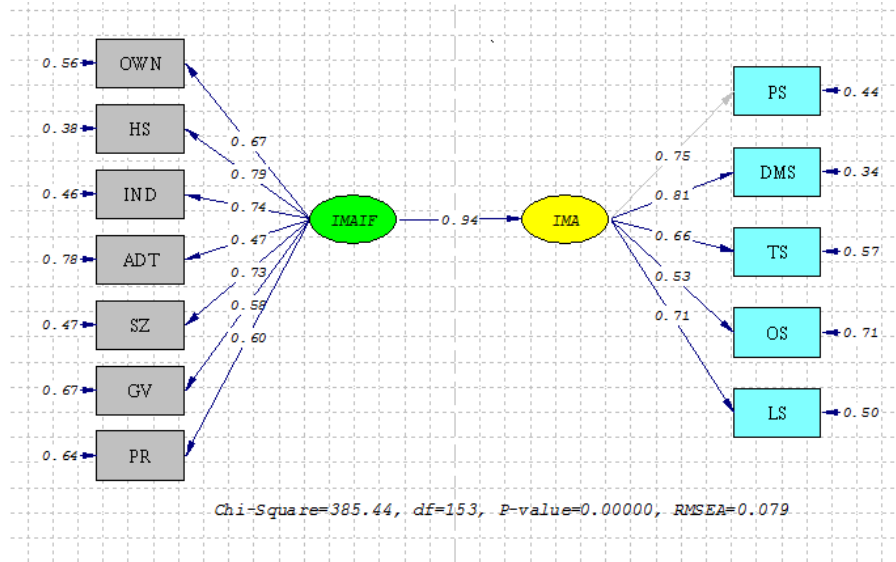 0.56 OWN
0.38 HS
0.46 IND
0.78 ADT
0.47 SZ
0.67 GV
0.64 PR
0.67
0.79
0.74
0.47
0.73
0.58
0.60
IMAIF
0.94
IMA
0.75
0.81
0.66
0.53
0.71
PS 0.44
DMS 0.34
TS 0.57
OS 0.71
LS 0.50
Chi-Square=385.44, df=153, P-value=0.00000, RMSEA=0.079